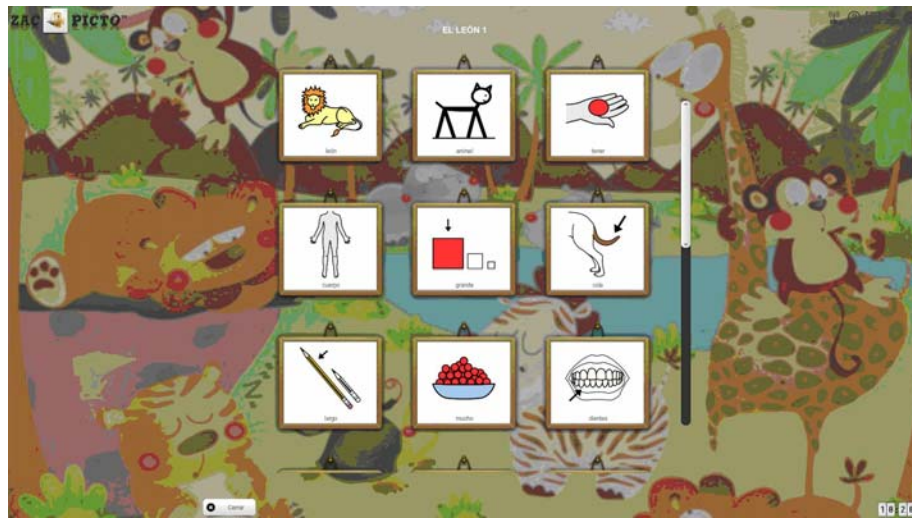 ZAC PICTO
EL LEÓN 1
león
animal
tener
cuerpo
grande
cola
largo
mucho
dientes
Cerrar